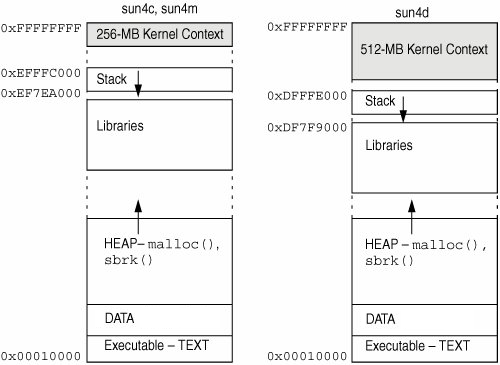 sun4c, sun4m
0xFFFFFFFF
256-MB Kernel Context
0xEFFFC000
Stack
0xEF7EA000
Libraries
HEAP – malloc(),
sbrk()
DATA
Executable – TEXT
0x00010000
sun4d
0xFFFFFFFF
512-MB Kernel Context
0xDFFFE000
Stack
0xDF7F9000
Libraries
HEAP – malloc(),
sbrk()
DATA
Executable – TEXT
0x00010000